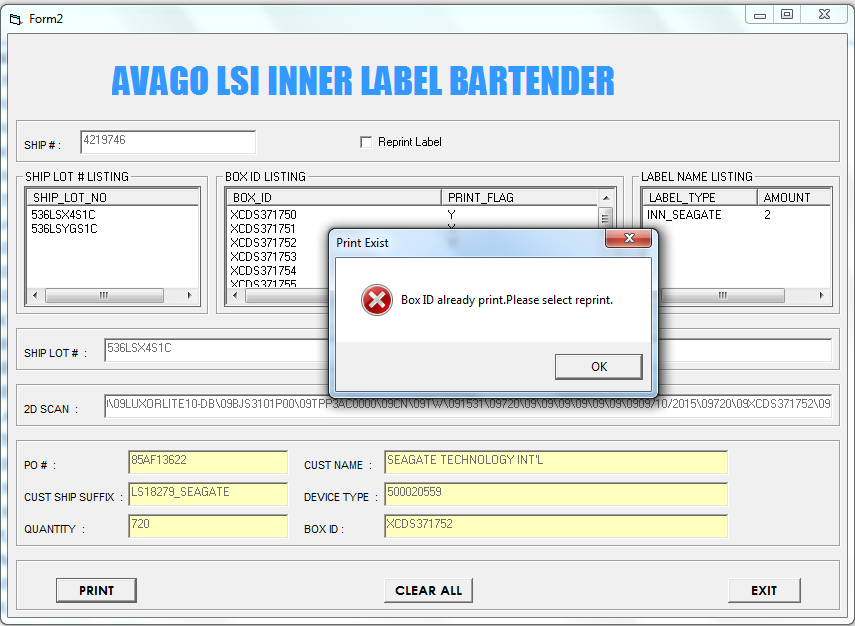 Form2
AVAGO LSI INNER LABEL BARTENDER
SHIP # :
4219746
Reprint Label
SHIP LOT # LISTING
SHIP_LOT_NO
536LSX4S1C
536LSYGS1C
BOX ID LISTING
BOX_ID PRINT_FLAG
XCDS371750 Y
XCDS371751
XCDS371752
XCDS371753
XCDS371754
XCDS371755
LABEL NAME LISTING
LABEL_TYPE AMOUNT
INN_SEAGATE 2
Print Exist
Box ID already print.Please select reprint.
OK
SHIP LOT # :
536LSX4S1C
2D SCAN :
\09LUXORLITE10-DB\09BJS3101P00\09TPP3AC0000\09CN\09TW\091531\09720\09\09\09\09\09\09\0909/10/2015\09720\09XCDS371752\09
PO # :
85AF13622
CUST NAME :
SEAGATE TECHNOLOGY INT'L
CUST SHIP SUFFIX :
LS18279_SEAGATE
DEVICE TYPE :
500020559
QUANTITY :
720
BOX ID :
XCDS371752
PRINT
CLEAR ALL
EXIT